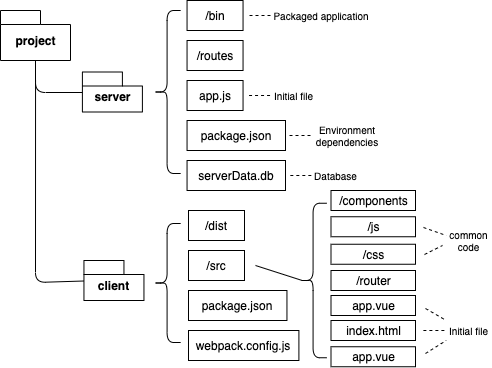 project
server
/bin
Packaged application
/routes
app.js
Initial file
package.json
Environment
dependencies
serverData.db
Database
client
/dist
/src
package.json
webpack.config.js
/components
/js
/css
common
code
/router
app.vue
index.html
app.vue
Initial file